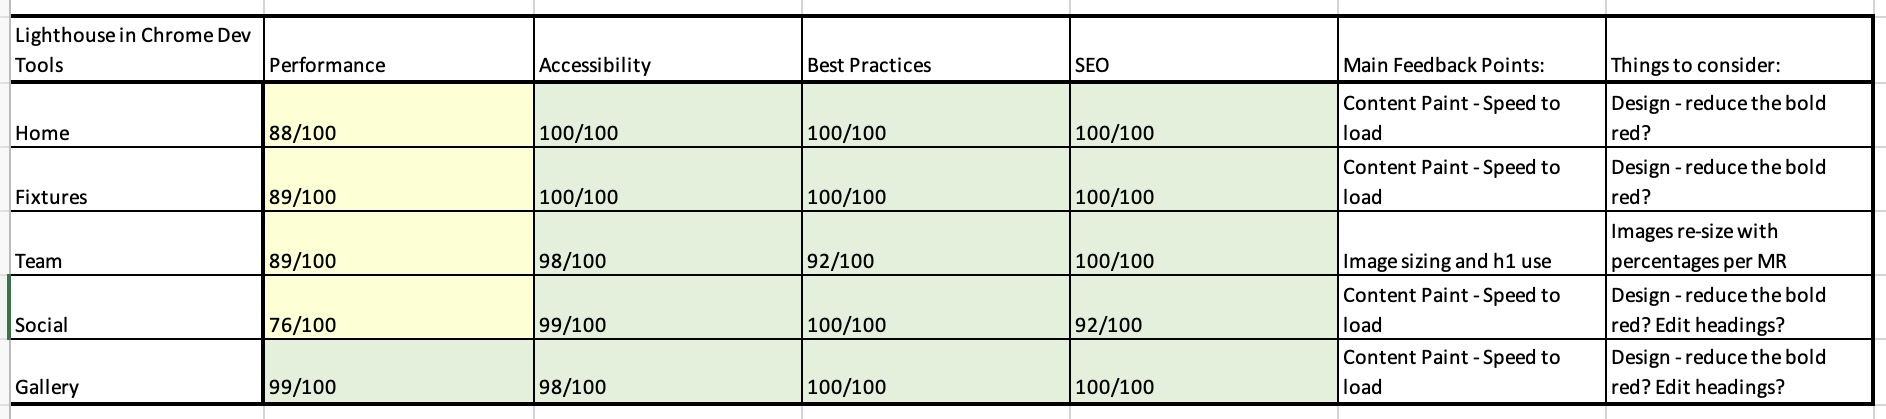 Lighthouse in Chrome Dev
Tools
Performance
Accessibility
Best Practices
SEO
Main Feedback Points:
Things to consider:
Home
88/100
100/100
100/100
100/100
Content Paint - Speed to
load
Design - reduce the bold
red?
Fixtures
89/100
100/100
100/100
100/100
Content Paint - Speed to
load
Design - reduce the bold
red?
Team
89/100
98/100
92/100
100/100
Image sizing and h1 use
Images re-size with
percentages per MR
Social
76/100
99/100
100/100
92/100
Content Paint - Speed to
load
Design - reduce the bold
red? Edit headings?
Gallery
99/100
98/100
100/100
100/100
Content Paint - Speed to
load
Design - reduce the bold
red? Edit headings?